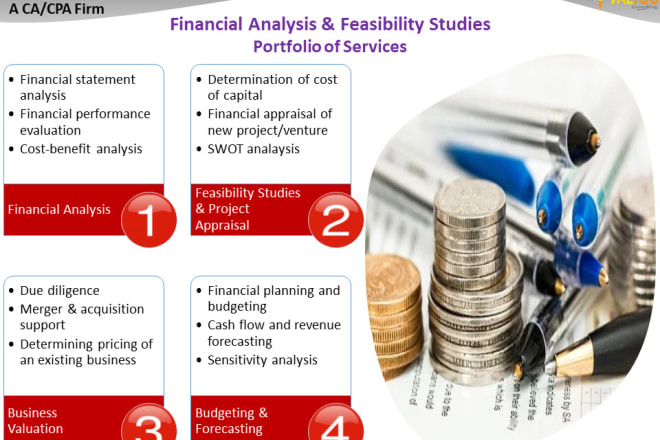 A CA/CPA Firm
Financial Analysis & Feasibility Studies
Portfolio of Services
• Financial statement
analysis
• Financial performance
evaluation
• Cost-benefit analysis
Financial Analysis
1
• Determination of cost
of capital
• Financial appraisal of
new project/venture
• SWOT analaysis
Feasibility Studies
& Project
Appraisal
2
• Due diligence
• Merger & acquisition
support
• Determining pricing of
an existing business
Business
Valuation
3
• Financial planning and
budgeting
• Cash flow and revenue
forecasting
• Sensitivity analysis
Budgeting &
Forecasting
4